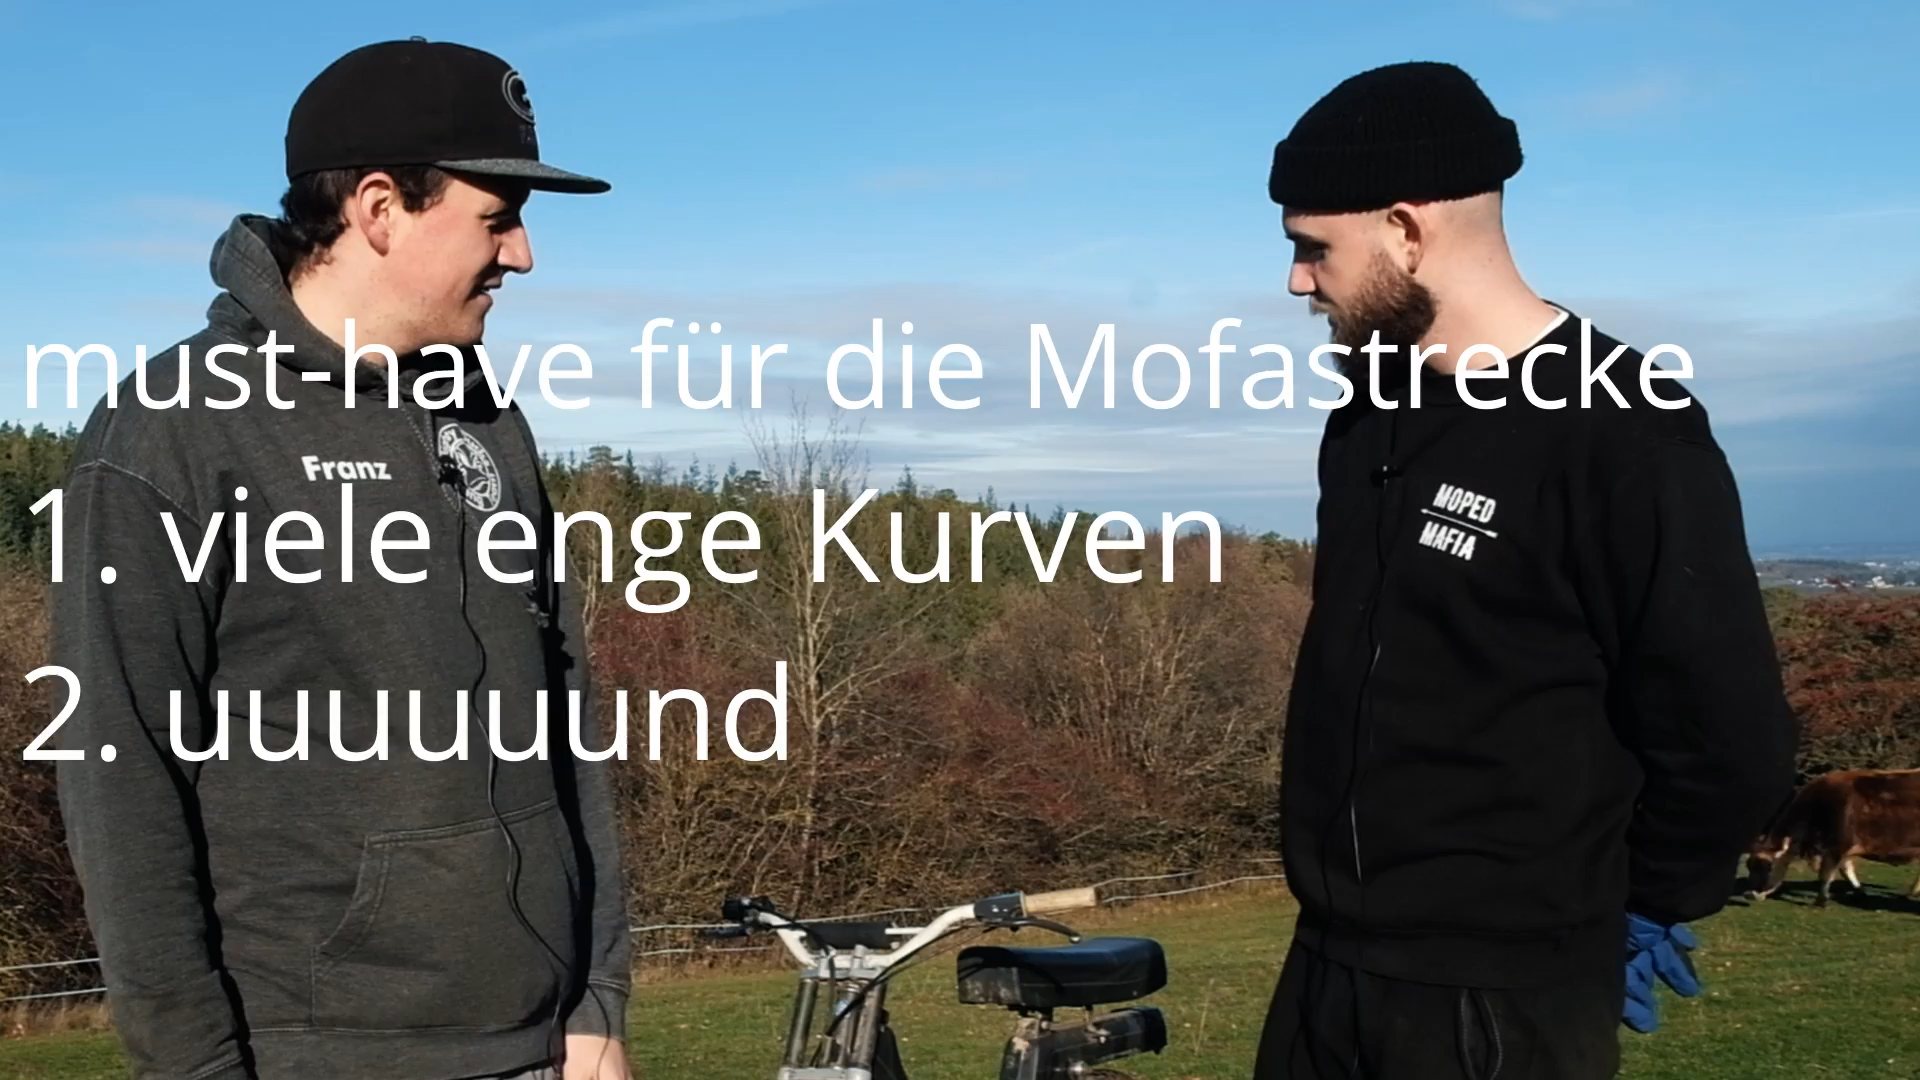 must-have für die Mofastrecke
Franz
1. viele enge Kurven
MOPED
MAFIA
2. uuuuuund